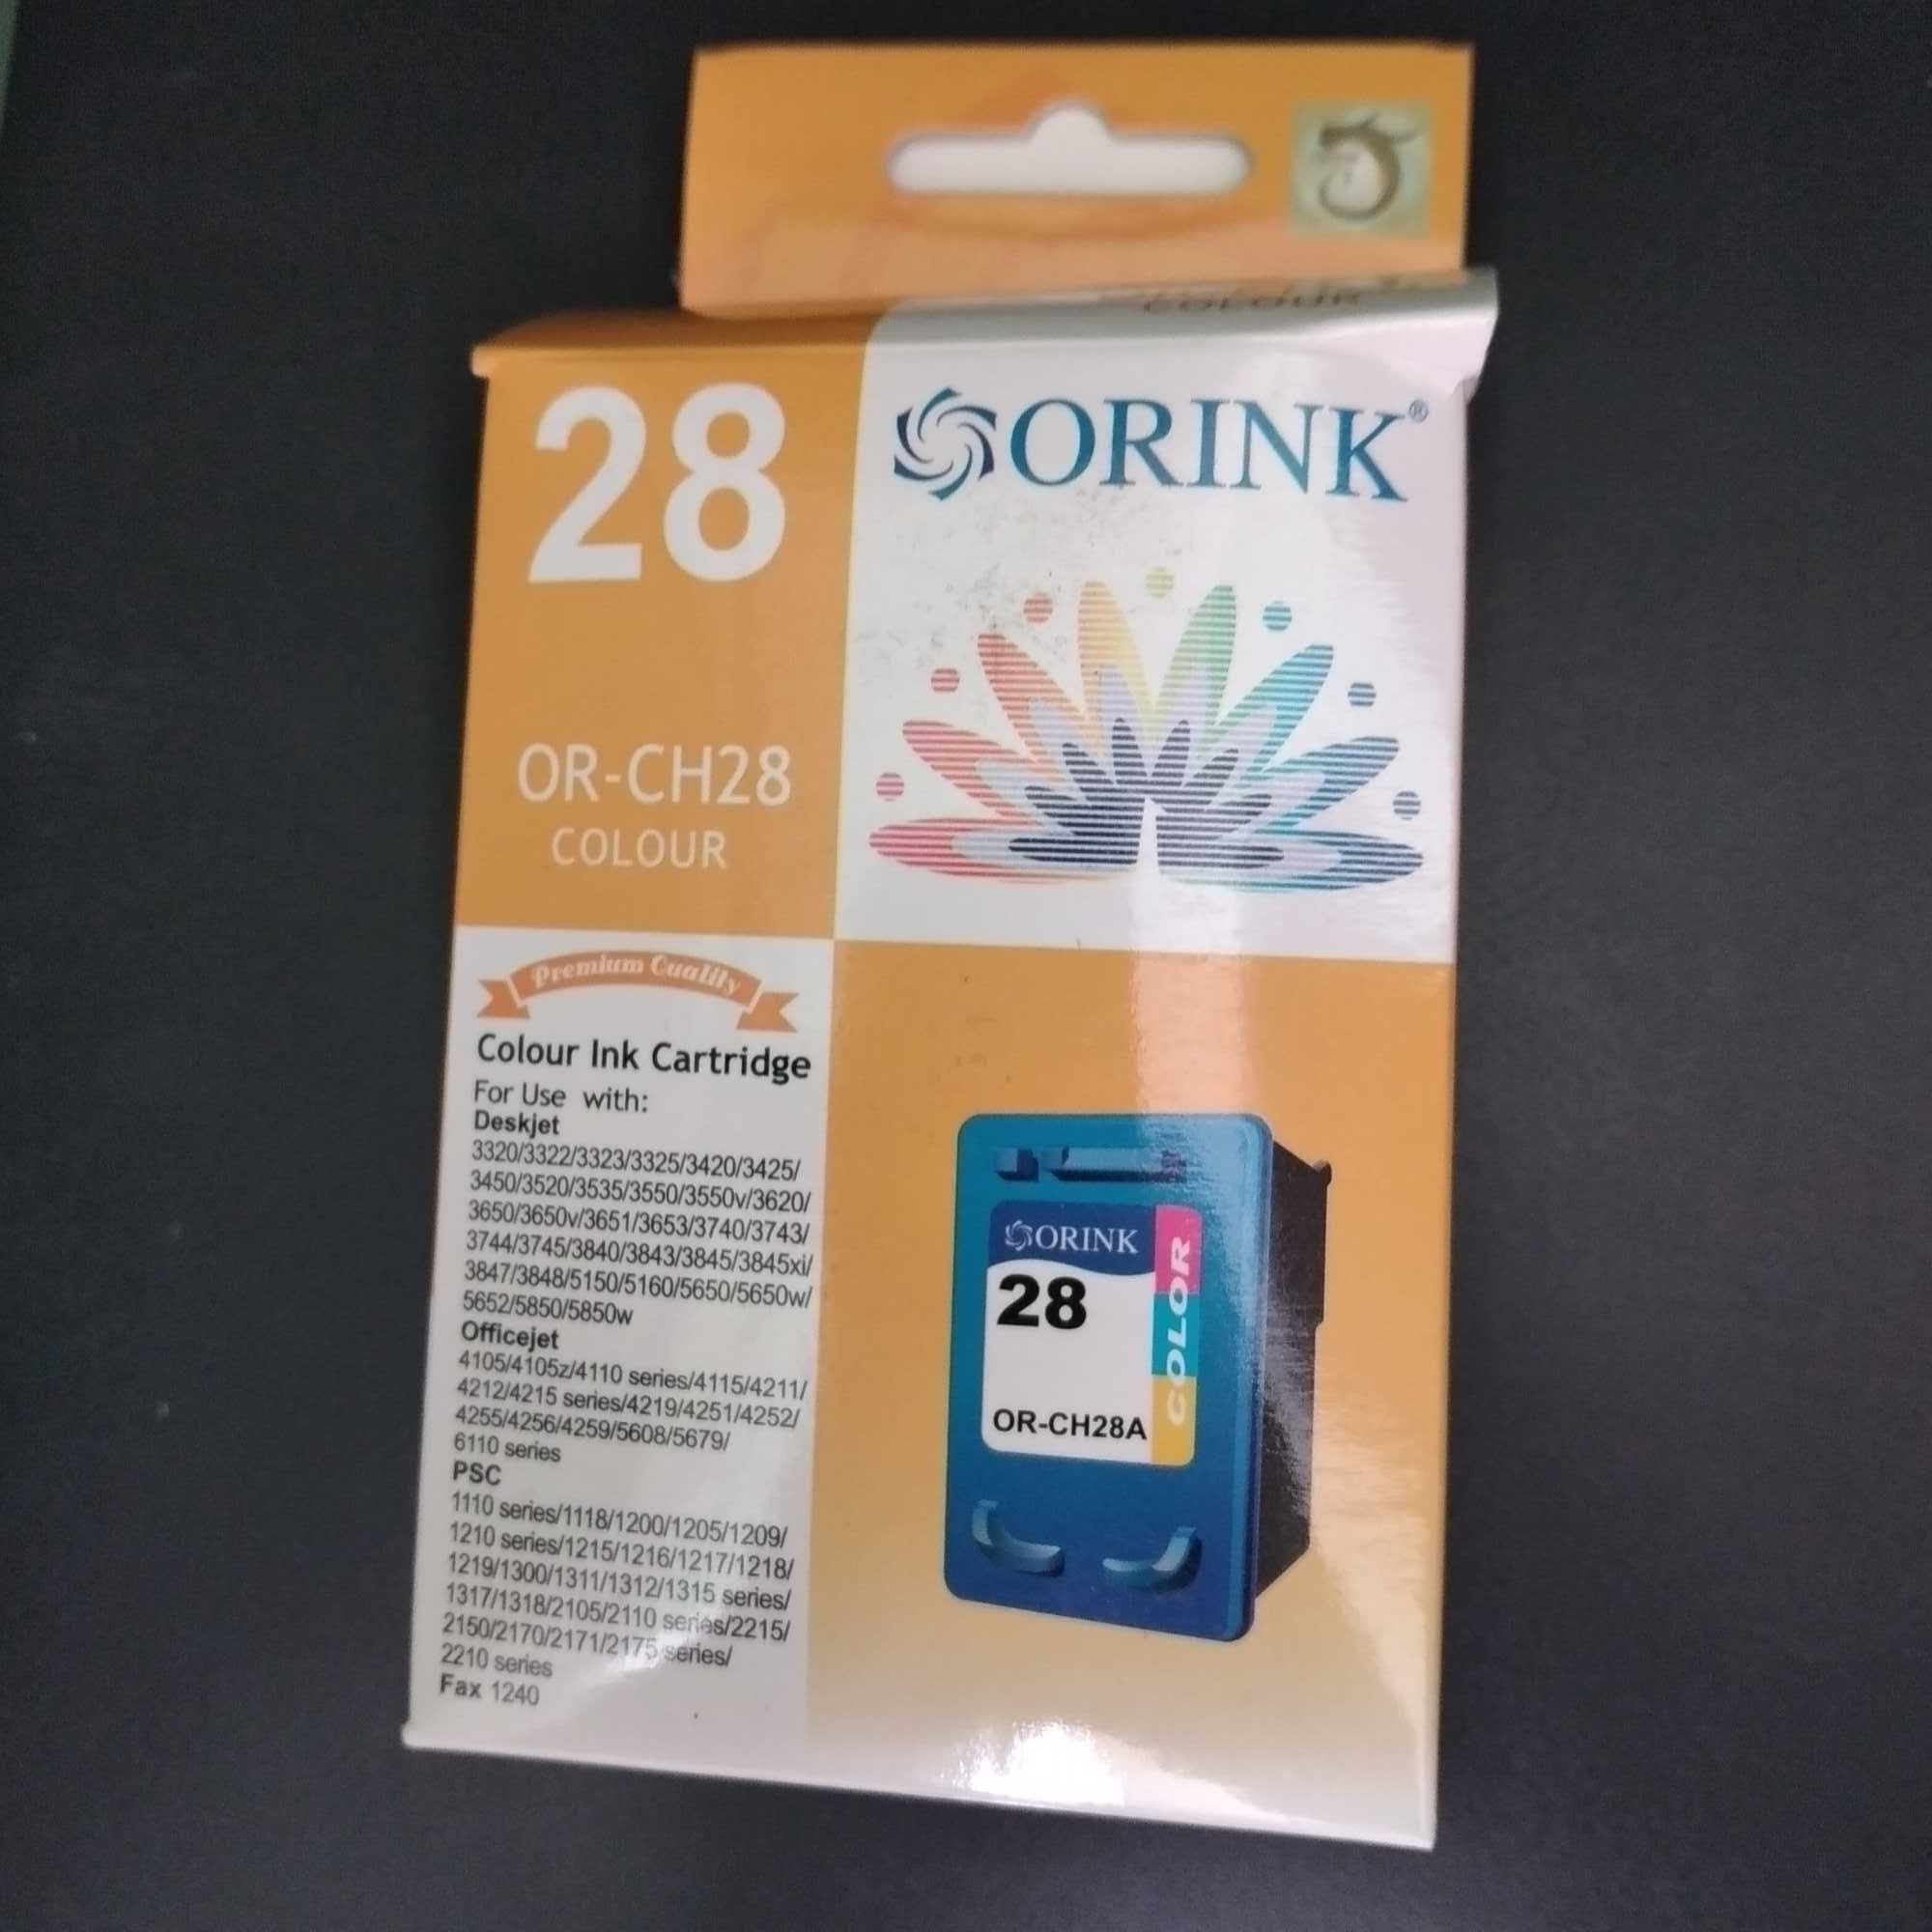 COLOUR
28
ORINK®
OR-CH28
COLOUR
Premium Cuality
Colour Ink Cartridge
For Use with:
Deskjet
3320/3322/3323/3325/3420/3425/
3450/3520/3535/3550/3550v/3620/
3650/3650v/3651/3653/3740/3743/
3744/3745/3840/3843/3845/3845xi/
3847/3848/5150/5160/5650/5650w/
5652/5850/5850w
Officejet
4105/4105z/4110 series/4115/4211/
4212/4215 series/4219/4251/4252/
4255/4256/4259/5608/5679/
6110 series
PSC
1110 series/1118/1200/1205/1209/
1210 series/1215/1216/1217/1218/
1219/1300/1311/1312/1315 series/
1317/1318/2105/2110 series/2215/
2150/2170/2171/2175 series/
2210 series
Fax 1240
ORINK
28
COLOR
OR-CH28A